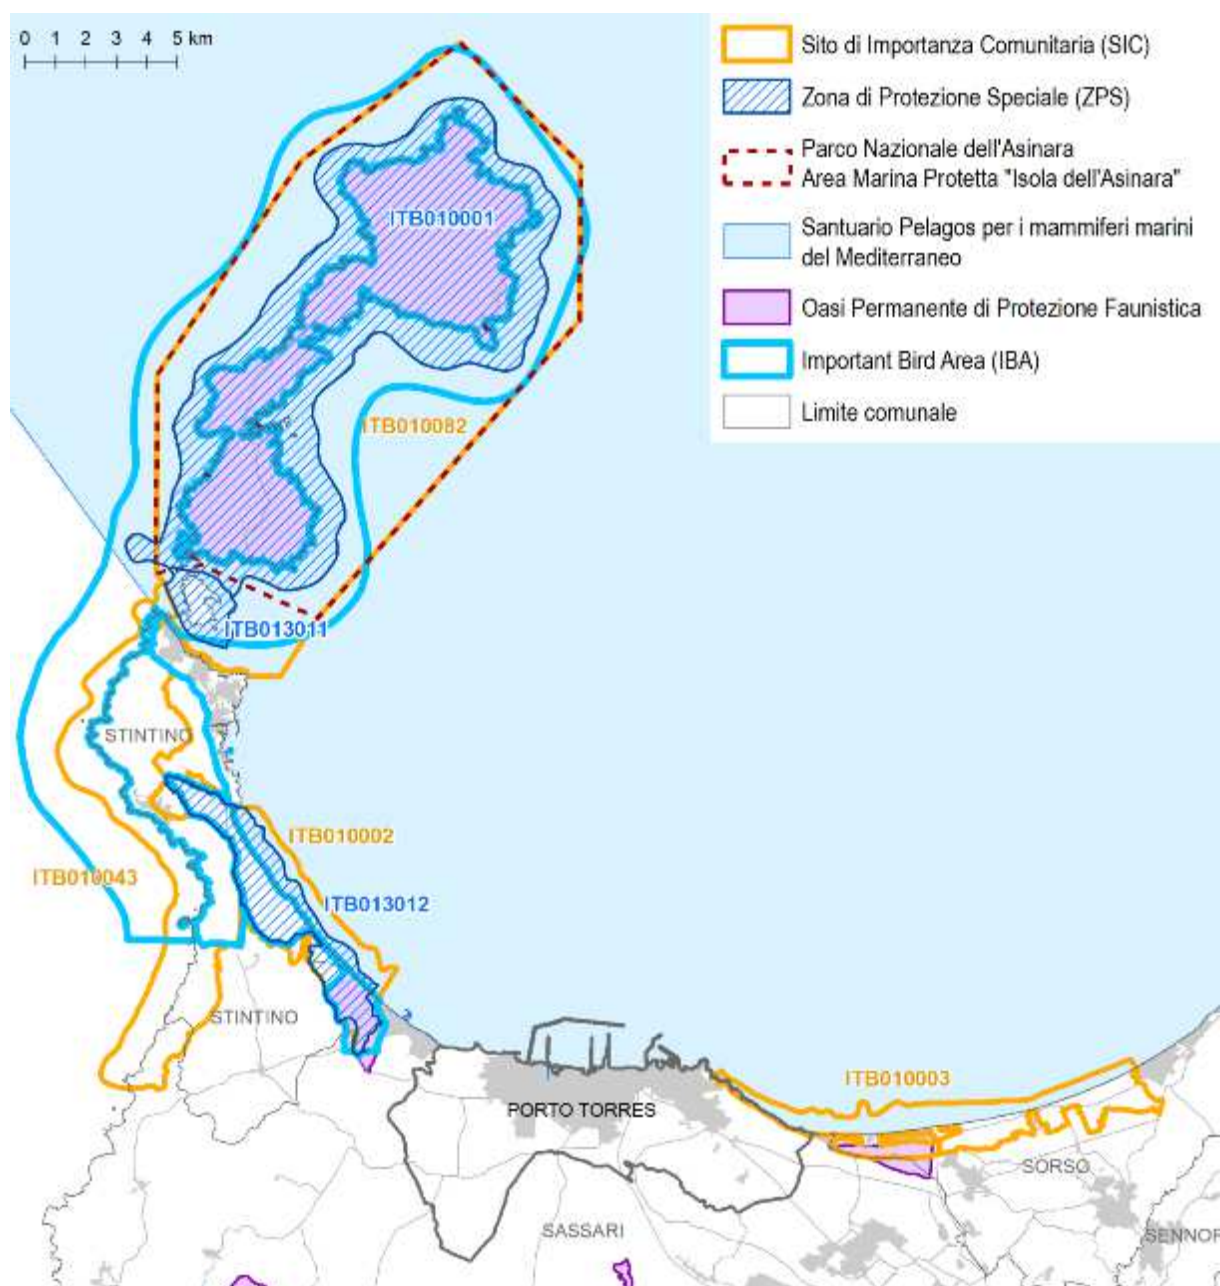 0 1 2 3 4 5 km
Sito di Importanza Comunitaria (SIC)
Zona di Protezione Speciale (ZPS)
Parco Nazionale dell'Asinara
Area Marina Protetta "Isola dell'Asinara"
Santuario Pelagos per i mammiferi marini
del Mediterraneo
Oasi Permanente di Protezione Faunistica
Important Bird Area (IBA)
Limite comunale
ITB010001
ITB010082
ITB013011
STINTINO
ITB010002
ITB010043
ITB013012
STINTINO
ITB010003
PORTO TORRES
SORSO
SASSARI
SENNOR